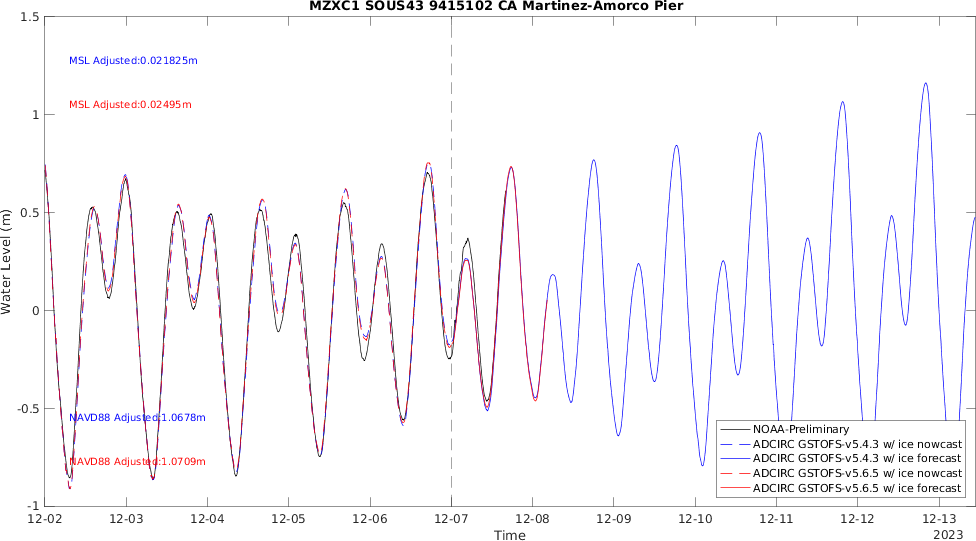 MZXC1 SOUS43 9415102 CA Martinez-Amorco Pier
1.5
MSL Adjusted:0.021825m
MSL Adjusted:0.02495m
1
0.5
Water Level (m)
0
-0.5
NAVD88 Adjusted:1.0678m
NAVD88 Adjusted:1.0709m
-1
NOAA-Preliminary
ADCIRC GSTOFS-v5.4.3 w/ ice nowcast
ADCIRC GSTOFS-v5.4.3 w/ ice forecast
ADCIRC GSTOFS-v5.6.5 w/ ice nowcast
ADCIRC GSTOFS-v5.6.5 w/ ice forecast
12-02 12-03 12-04 12-05 12-06 12-07 12-08 12-09 12-10 12-11 12-12 12-13
Time
2023